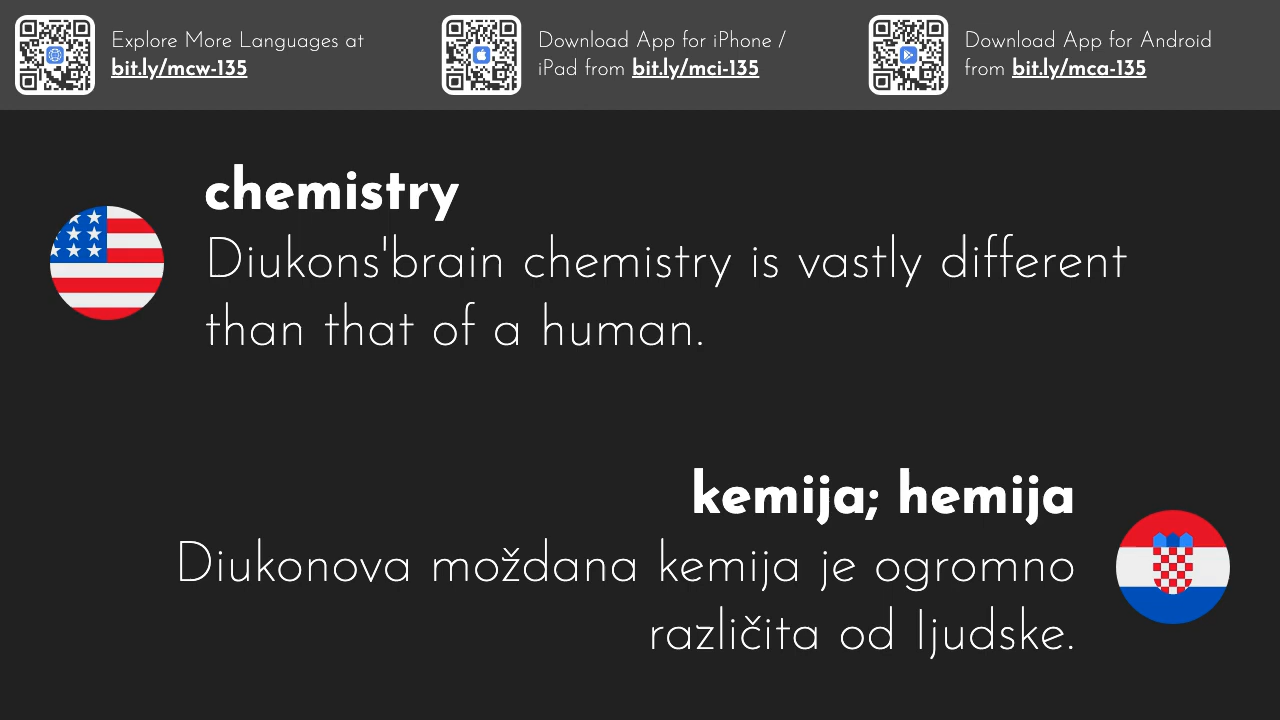 Explore More Languages at
bit.ly/mcw-135
Download App for iPhone /
iPad from bit.ly/mci-135
Download App for Android
from bit.ly/mca-135
chemistry
Diukons'brain chemistry is vastly different
than that of a human.
kemija; hemija
Diukonova moždana kemija je ogromno
različita od ljudske.